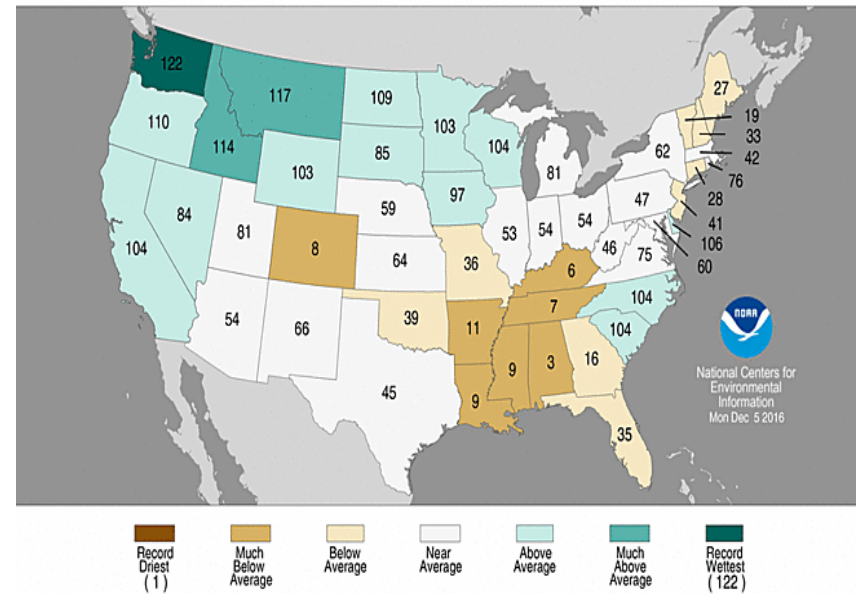 122
117
109
103
104
110
114
103
85
97
81
62
27
19
33
42
76
28
41
106
60
104
84
81
8
59
64
36
53
54
54
46
75
47
54
66
39
11
6
7
104
104
45
9
9
3
16
35
NOAA
National Centers for
Environmental
Information
Mon Dec 5 2016
Record
Driest
(1)
Much
Below
Average
Below
Average
Near
Average
Above
Average
Much
Above
Average
Record
Wettest
(122)